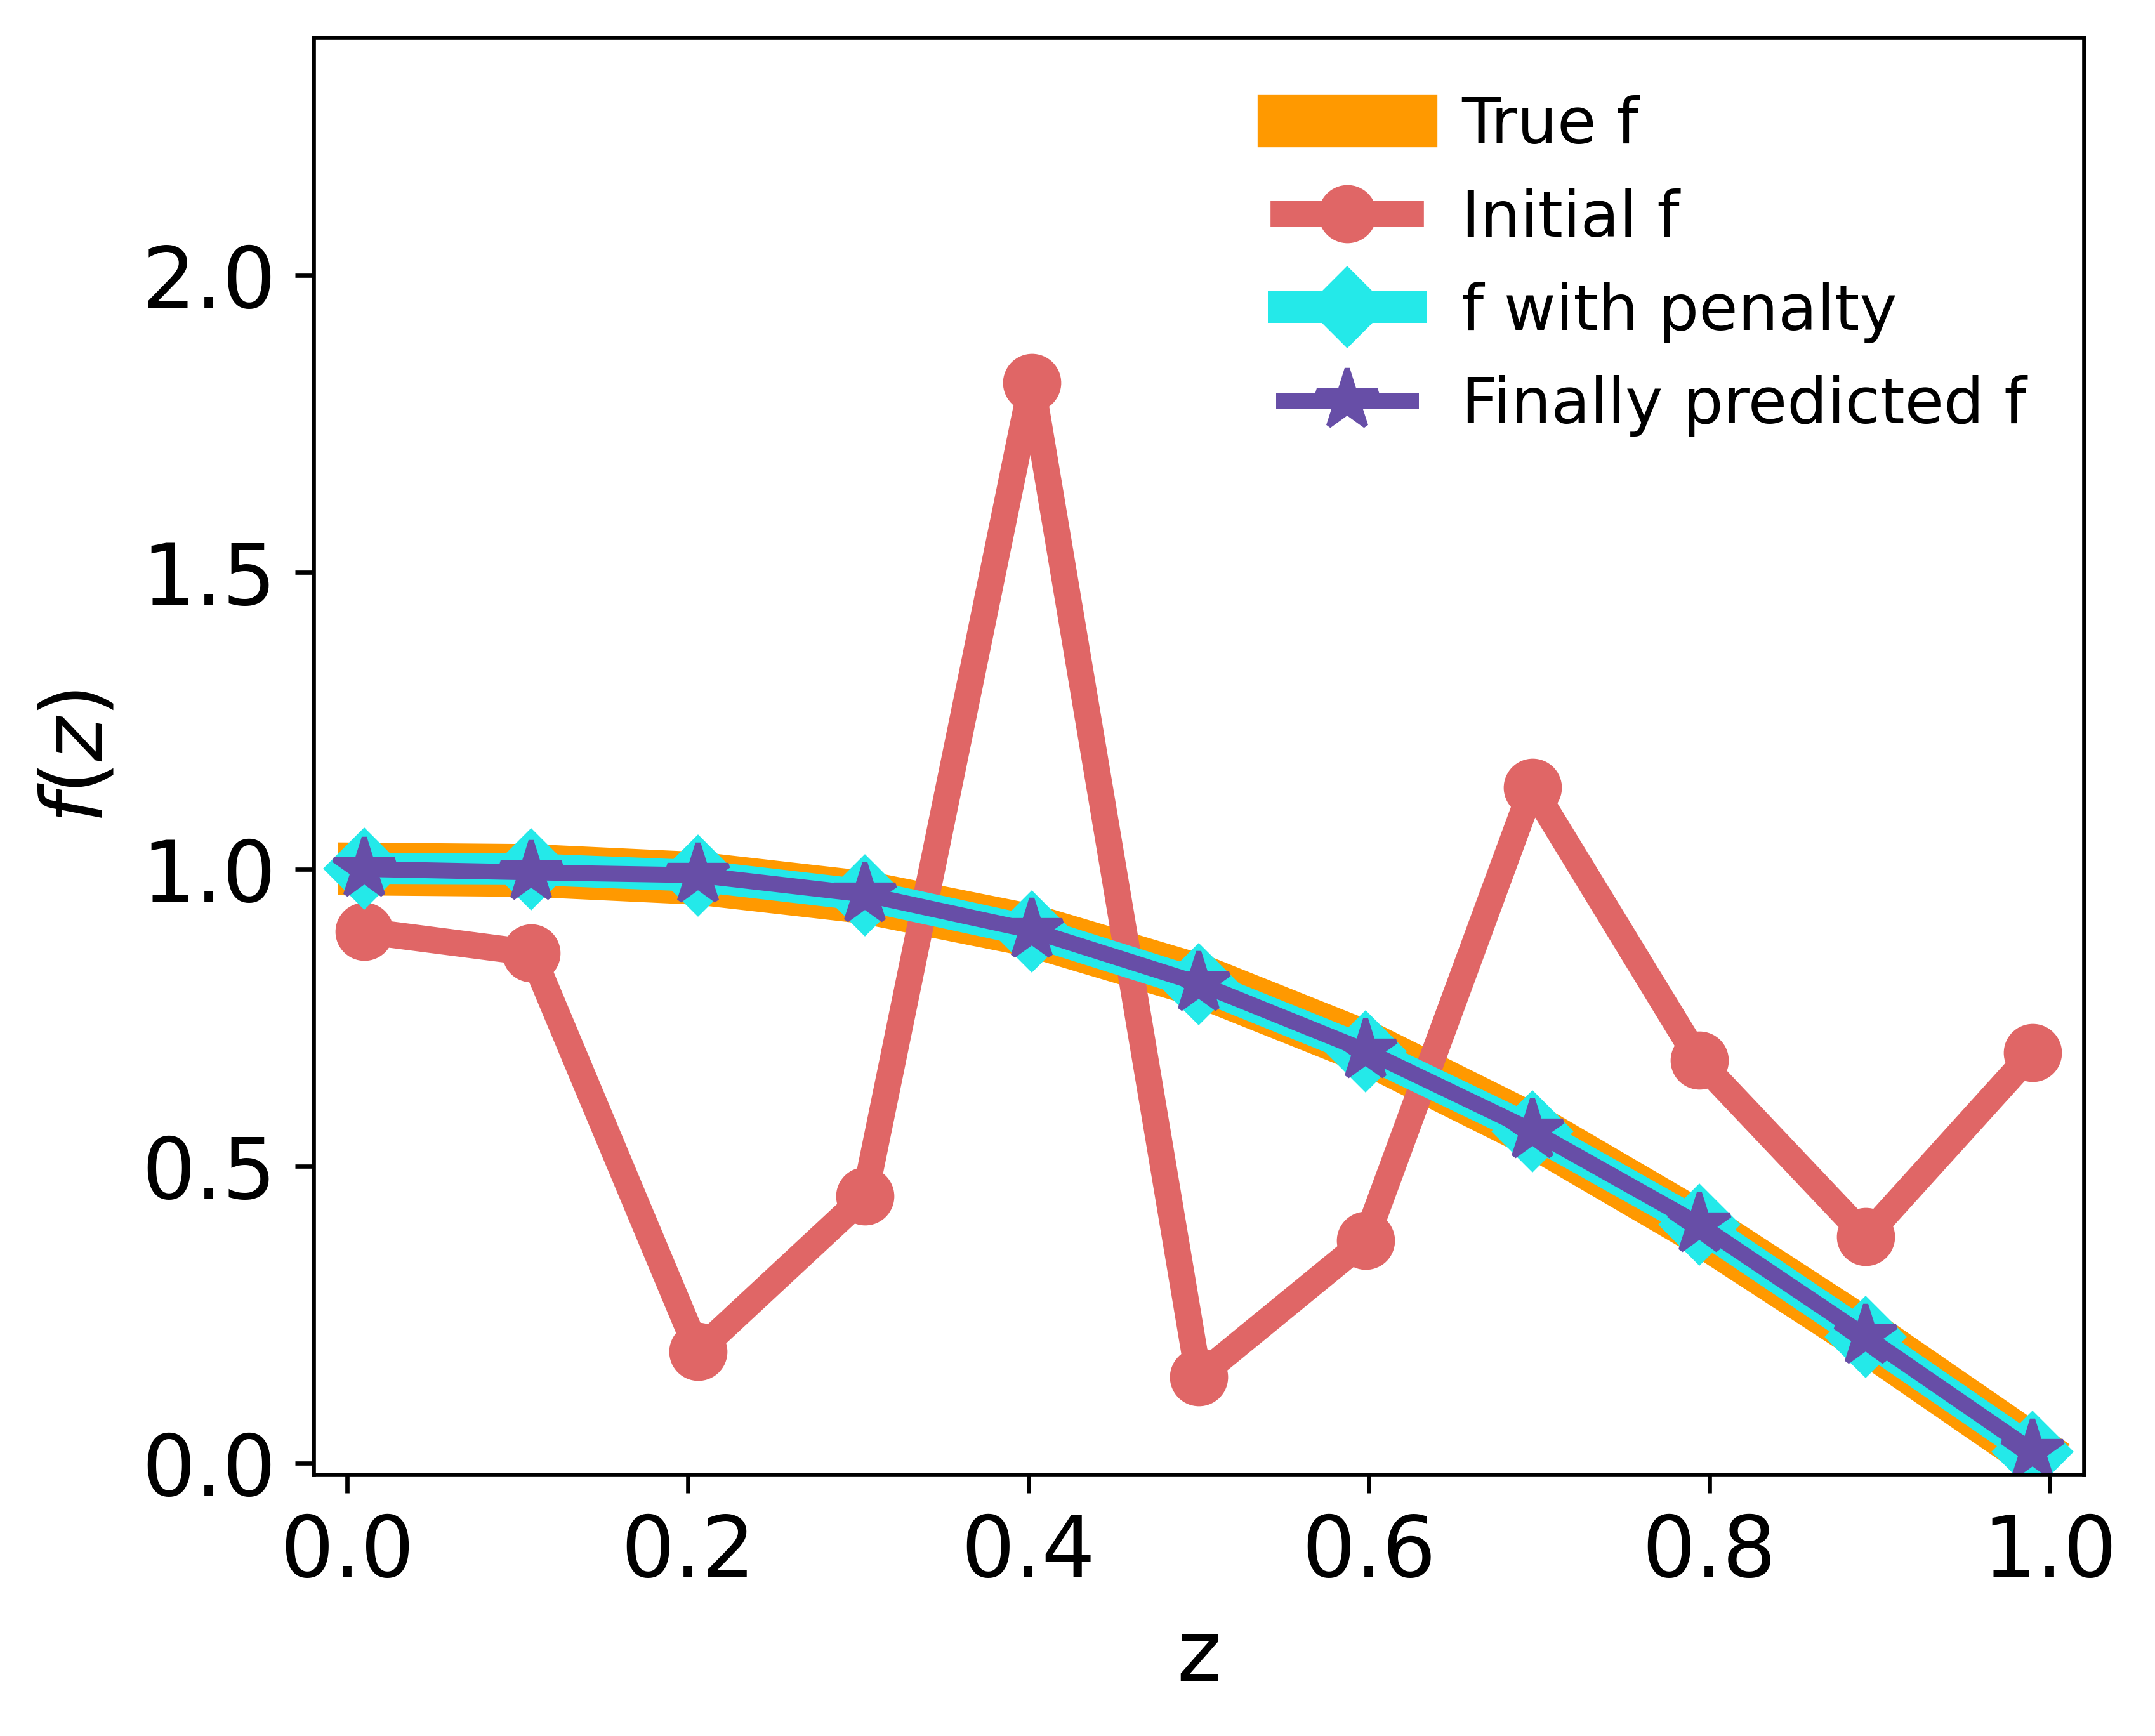 True f
Initial f
f with penalty
Finally predicted f
2.0
1.5
1.0
0.5
0.0
f(z)
0.0 0.2 0.4 0.6 0.8 1.0
z